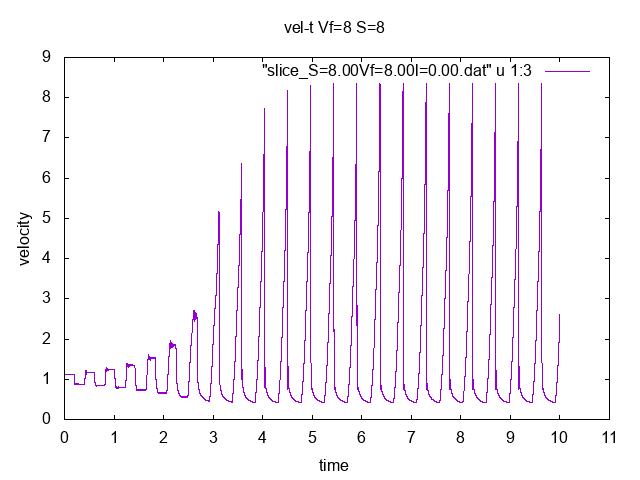 vel-t Vf=8 S=8
"slice_S=8.00Vf=8.00I=0.00.dat" u 1:3
9
8
7
6
5
4
3
2
1
0
velocity
0 1 2 3 4 5 6 7 8 9 10 11
time